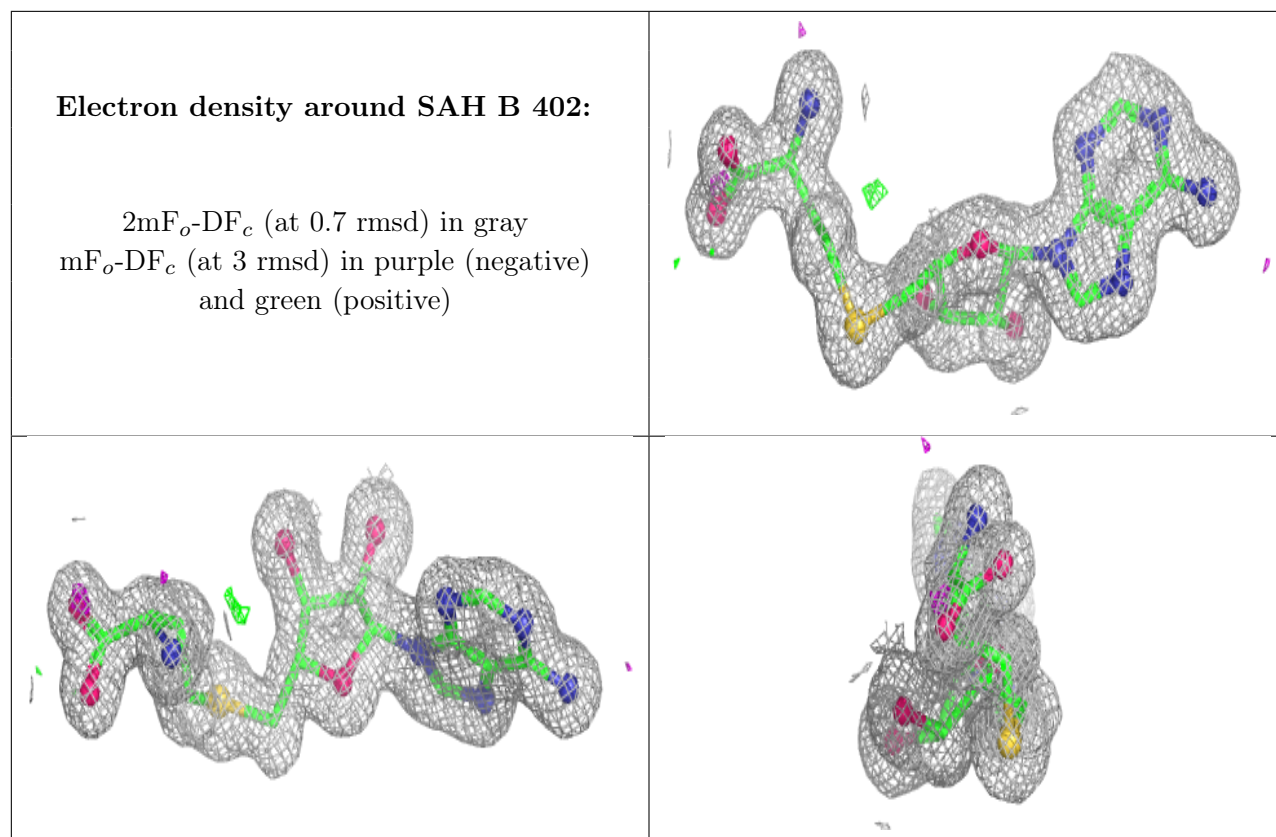 Electron density around SAH B 402:
2mFₒ-DF𝒸 (at 0.7 rmsd) in gray
mFₒ-DF𝒸 (at 3 rmsd) in purple (negative)
and green (positive)